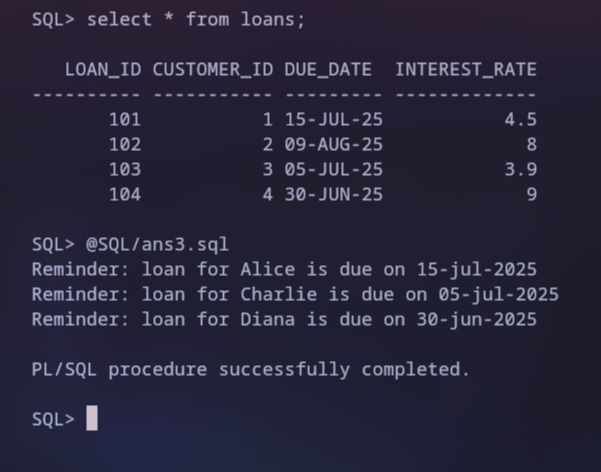 SQL> select * from loans;
   LOAN_ID CUSTOMER_ID DUE_DATE  INTEREST_RATE
---------- ----------- --------- -------------
       101           1 15-JUL-25           4.5
       102           2 09-AUG-25             8
       103           3 05-JUL-25           3.9
       104           4 30-JUN-25             9
SQL> @SQL/ans3.sql
Reminder: loan for Alice is due on 15-jul-2025
Reminder: loan for Charlie is due on 05-jul-2025
Reminder: loan for Diana is due on 30-jun-2025
PL/SQL procedure successfully completed.
SQL>